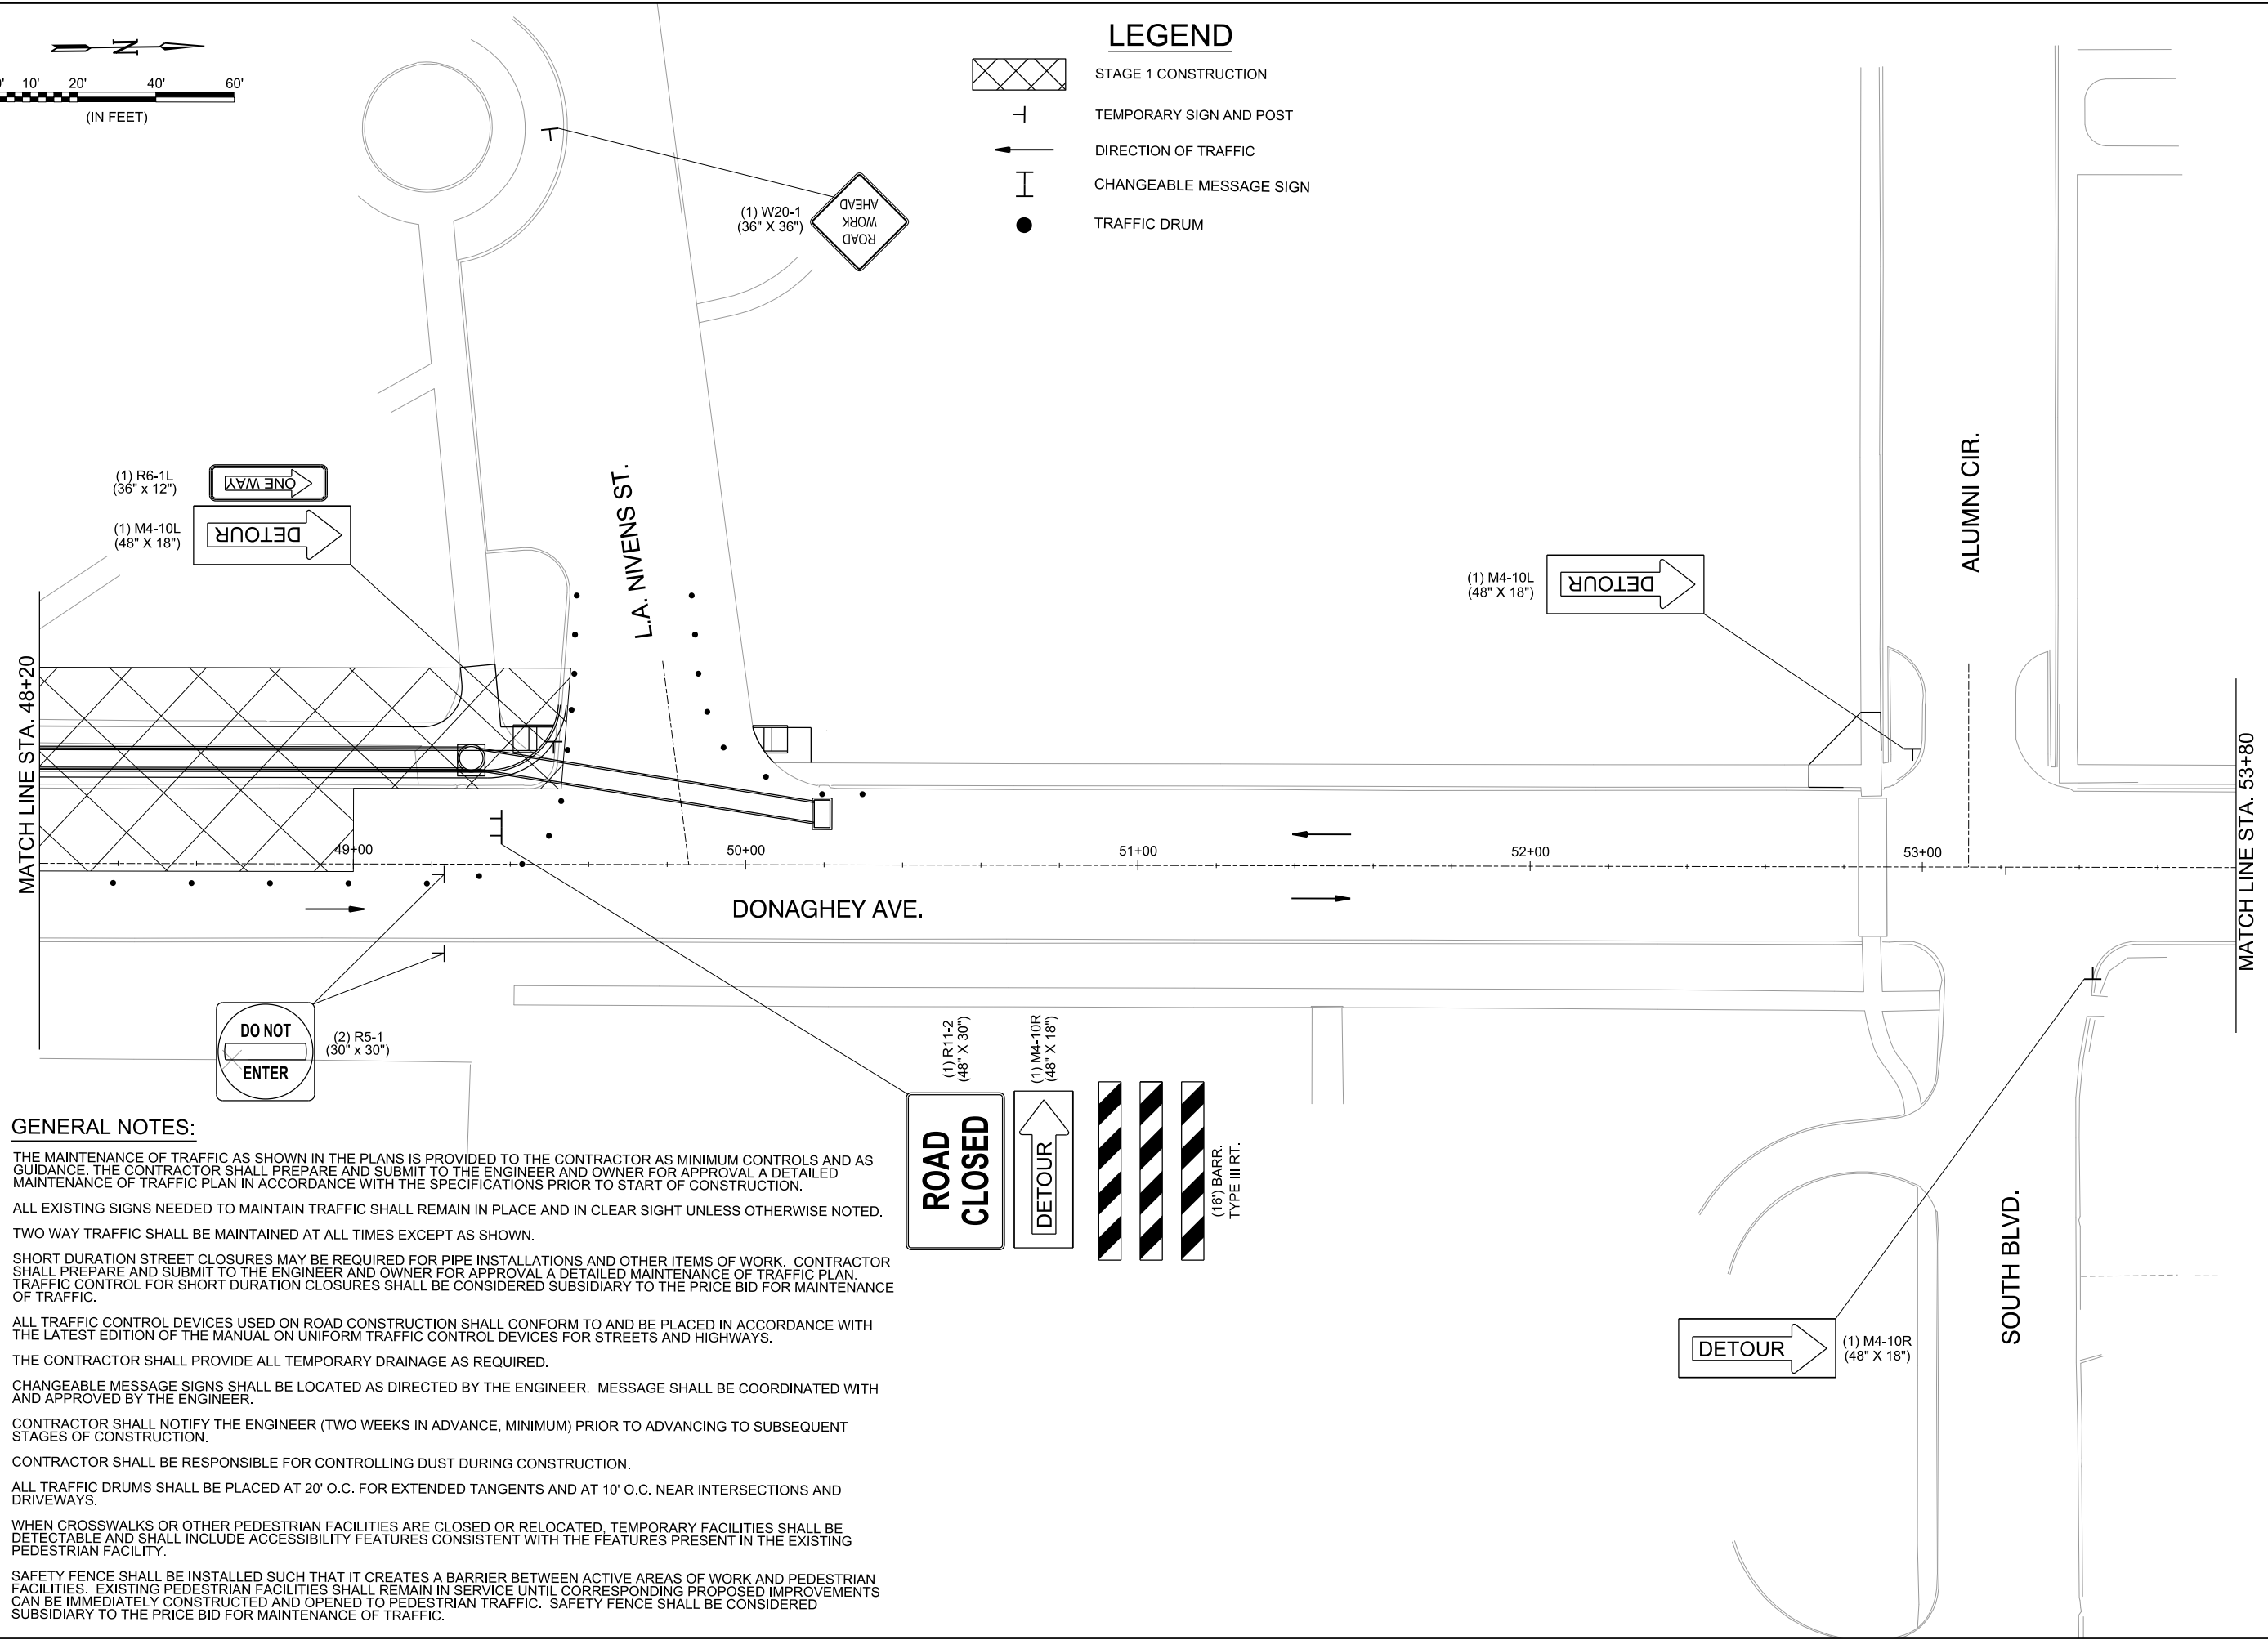 N
10'
20'
40'
60'
(IN FEET)
LEGEND
STAGE 1 CONSTRUCTION
TEMPORARY SIGN AND POST
DIRECTION OF TRAFFIC
CHANGEABLE MESSAGE SIGN
TRAFFIC DRUM
(1) W20-1
(36" X 36")
ROAD
WORK
AHEAD
(1) R6-1L
(36" x 12")
ONE WAY
(1) M4-10L
(48" X 18")
DETOUR
L.A. NIVENS ST.
(1) M4-10L
(48" X 18")
DETOUR
ALUMNI CIR.
MATCH LINE STA. 48+20
MATCH LINE STA. 53+80
49+00
50+00
51+00
52+00
53+00
DONAGHEY AVE.
DO NOT
ENTER
(2) R5-1
(30" x 30")
(1) R11-2
(48" X 30")
ROAD
CLOSED
(1) M4-10R
(48" X 18")
DETOUR
(16') BARR.
TYPE III RT.
SOUTH BLVD.
DETOUR
(1) M4-10R
(48" X 18")
GENERAL NOTES:
THE MAINTENANCE OF TRAFFIC AS SHOWN IN THE PLANS IS PROVIDED TO THE CONTRACTOR AS MINIMUM CONTROLS AND AS
GUIDANCE. THE CONTRACTOR SHALL PREPARE AND SUBMIT TO THE ENGINEER AND OWNER FOR APPROVAL A DETAILED
MAINTENANCE OF TRAFFIC PLAN IN ACCORDANCE WITH THE SPECIFICATIONS PRIOR TO START OF CONSTRUCTION.
ALL EXISTING SIGNS NEEDED TO MAINTAIN TRAFFIC SHALL REMAIN IN PLACE AND IN CLEAR SIGHT UNLESS OTHERWISE NOTED.
TWO WAY TRAFFIC SHALL BE MAINTAINED AT ALL TIMES EXCEPT AS SHOWN.
SHORT DURATION STREET CLOSURES MAY BE REQUIRED FOR PIPE INSTALLATIONS AND OTHER ITEMS OF WORK. CONTRACTOR
SHALL PREPARE AND SUBMIT TO THE ENGINEER AND OWNER FOR APPROVAL A DETAILED MAINTENANCE OF TRAFFIC PLAN.
TRAFFIC CONTROL FOR SHORT DURATION CLOSURES SHALL BE CONSIDERED SUBSIDIARY TO THE PRICE BID FOR MAINTENANCE
OF TRAFFIC.
ALL TRAFFIC CONTROL DEVICES USED ON ROAD CONSTRUCTION SHALL CONFORM TO AND BE PLACED IN ACCORDANCE WITH
THE LATEST EDITION OF THE MANUAL ON UNIFORM TRAFFIC CONTROL DEVICES FOR STREETS AND HIGHWAYS.
THE CONTRACTOR SHALL PROVIDE ALL TEMPORARY DRAINAGE AS REQUIRED.
CHANGEABLE MESSAGE SIGNS SHALL BE LOCATED AS DIRECTED BY THE ENGINEER. MESSAGE SHALL BE COORDINATED WITH
AND APPROVED BY THE ENGINEER.
CONTRACTOR SHALL NOTIFY THE ENGINEER (TWO WEEKS IN ADVANCE, MINIMUM) PRIOR TO ADVANCING TO SUBSEQUENT
STAGES OF CONSTRUCTION.
CONTRACTOR SHALL BE RESPONSIBLE FOR CONTROLLING DUST DURING CONSTRUCTION.
ALL TRAFFIC DRUMS SHALL BE PLACED AT 20' O.C. FOR EXTENDED TANGENTS AND AT 10' O.C. NEAR INTERSECTIONS AND
DRIVEWAYS.
WHEN CROSSWALKS OR OTHER PEDESTRIAN FACILITIES ARE CLOSED OR RELOCATED, TEMPORARY FACILITIES SHALL BE
DETECTABLE AND SHALL INCLUDE ACCESSIBILITY FEATURES CONSISTENT WITH THE FEATURES PRESENT IN THE EXISTING
PEDESTRIAN FACILITY.
SAFETY FENCE SHALL BE INSTALLED SUCH THAT IT CREATES A BARRIER BETWEEN ACTIVE AREAS OF WORK AND PEDESTRIAN
FACILITIES. EXISTING PEDESTRIAN FACILITIES SHALL REMAIN IN SERVICE UNTIL CORRESPONDING PROPOSED IMPROVEMENTS
CAN BE IMMEDIATELY CONSTRUCTED AND OPENED TO PEDESTRIAN TRAFFIC. SAFETY FENCE SHALL BE CONSIDERED
SUBSIDIARY TO THE PRICE BID FOR MAINTENANCE OF TRAFFIC.